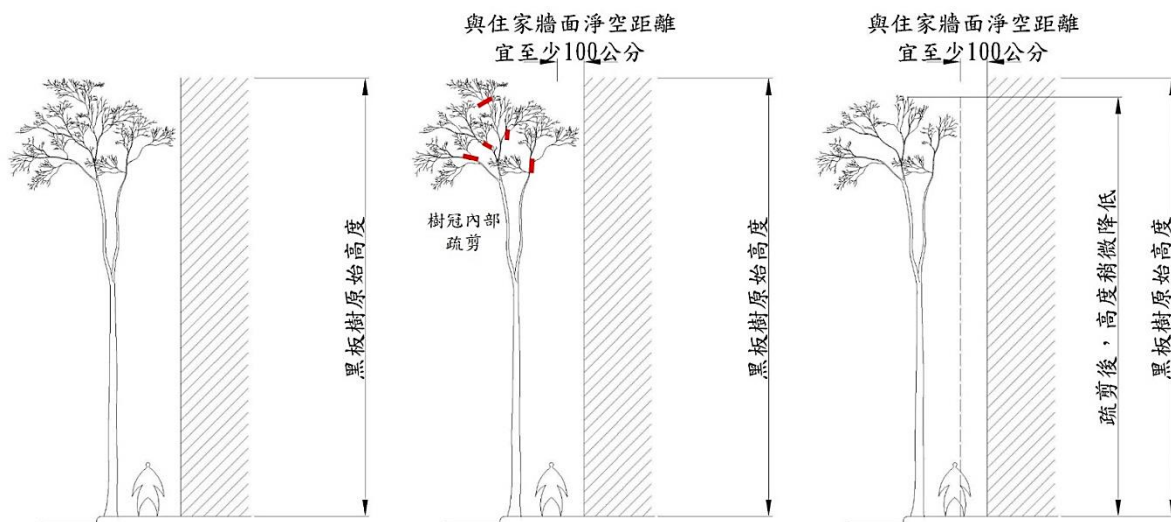 黑板樹原始高度
與住家牆面淨空距離
宜至少100公分
樹冠內部
疏剪
黑板樹原始高度
與住家牆面淨空距離
宜至少100公分
疏剪後，高度稍微降低
黑板樹原始高度